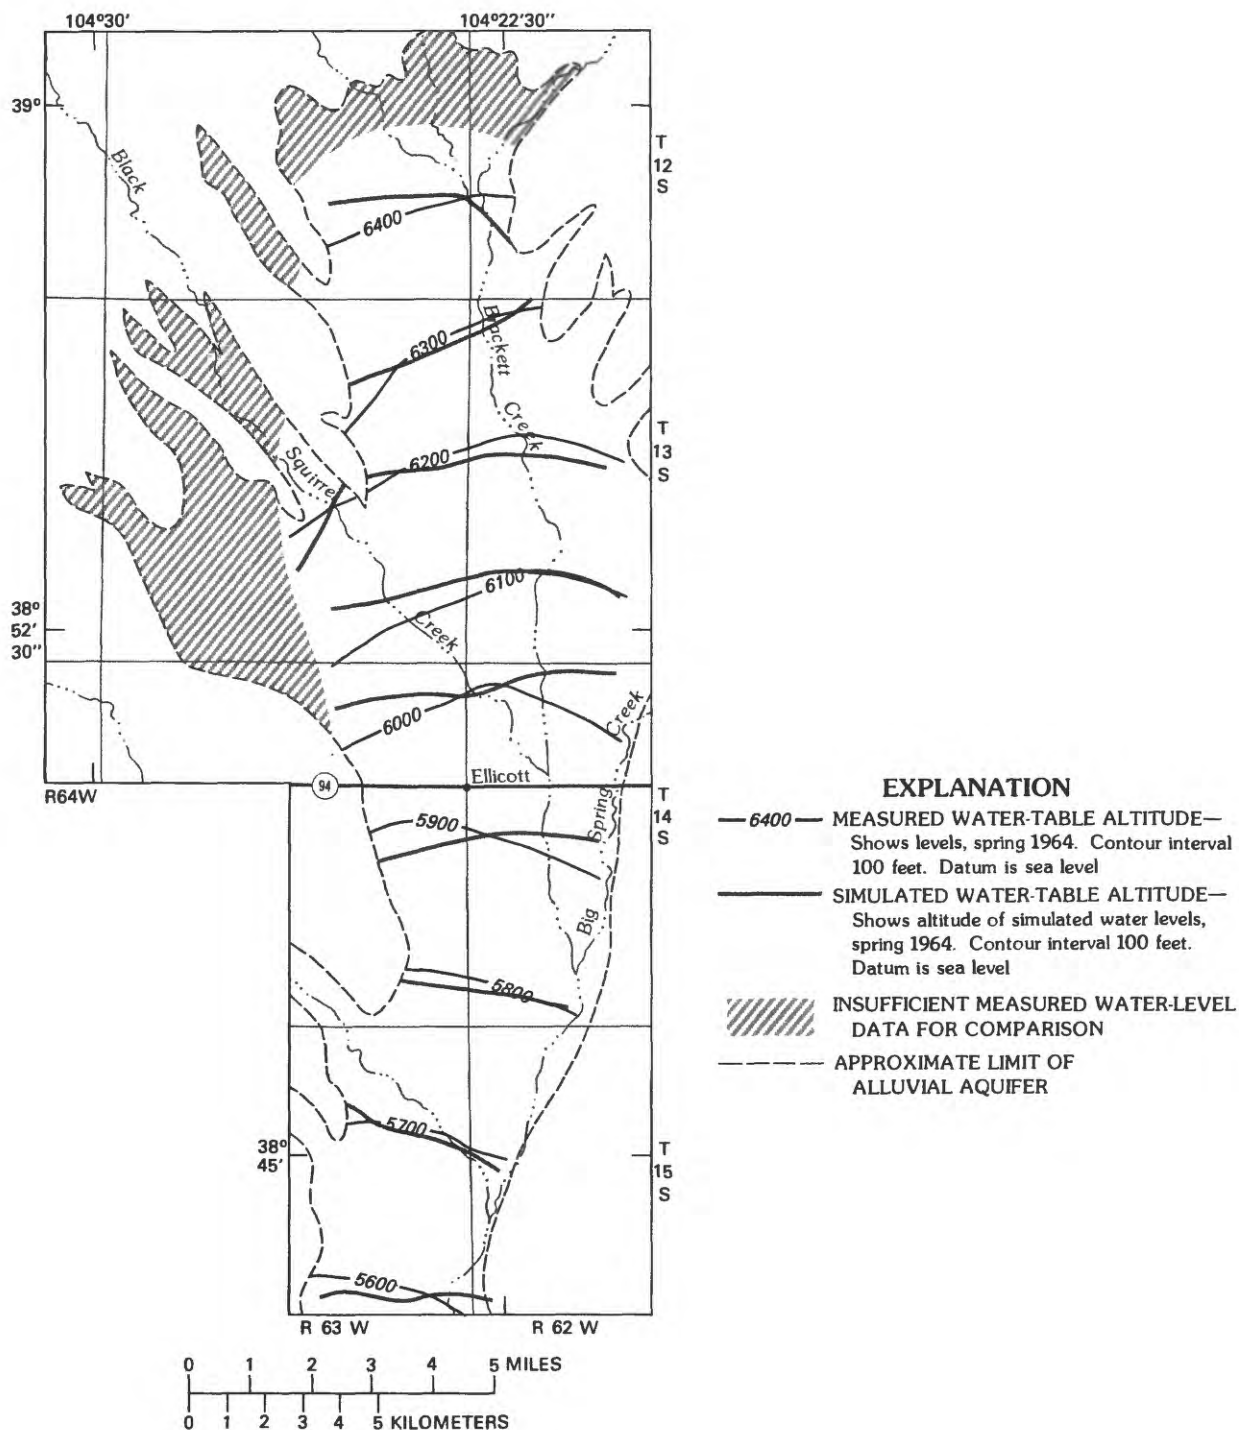 104°30′ 104°22′30″
39°
T
12
S
Black
6400
Brackett
6300
Creek
T
13
S
6200
Squirrel
6100
38°
52′
30″
Creek
6000
Creek
Ellicott
94
R64W
T
14
S
5900
Spring
Big
5800
5700
38°
45′
T
15
S
5600
R 63 W R 62 W
0 1 2 3 4 5 MILES
0 1 2 3 4 5 KILOMETERS
EXPLANATION
6400 MEASURED WATER-TABLE ALTITUDE—
Shows levels, spring 1964. Contour interval
100 feet. Datum is sea level
SIMULATED WATER-TABLE ALTITUDE—
Shows altitude of simulated water levels,
spring 1964. Contour interval 100 feet.
Datum is sea level
INSUFFICIENT MEASURED WATER-LEVEL
DATA FOR COMPARISON
APPROXIMATE LIMIT OF
ALLUVIAL AQUIFER